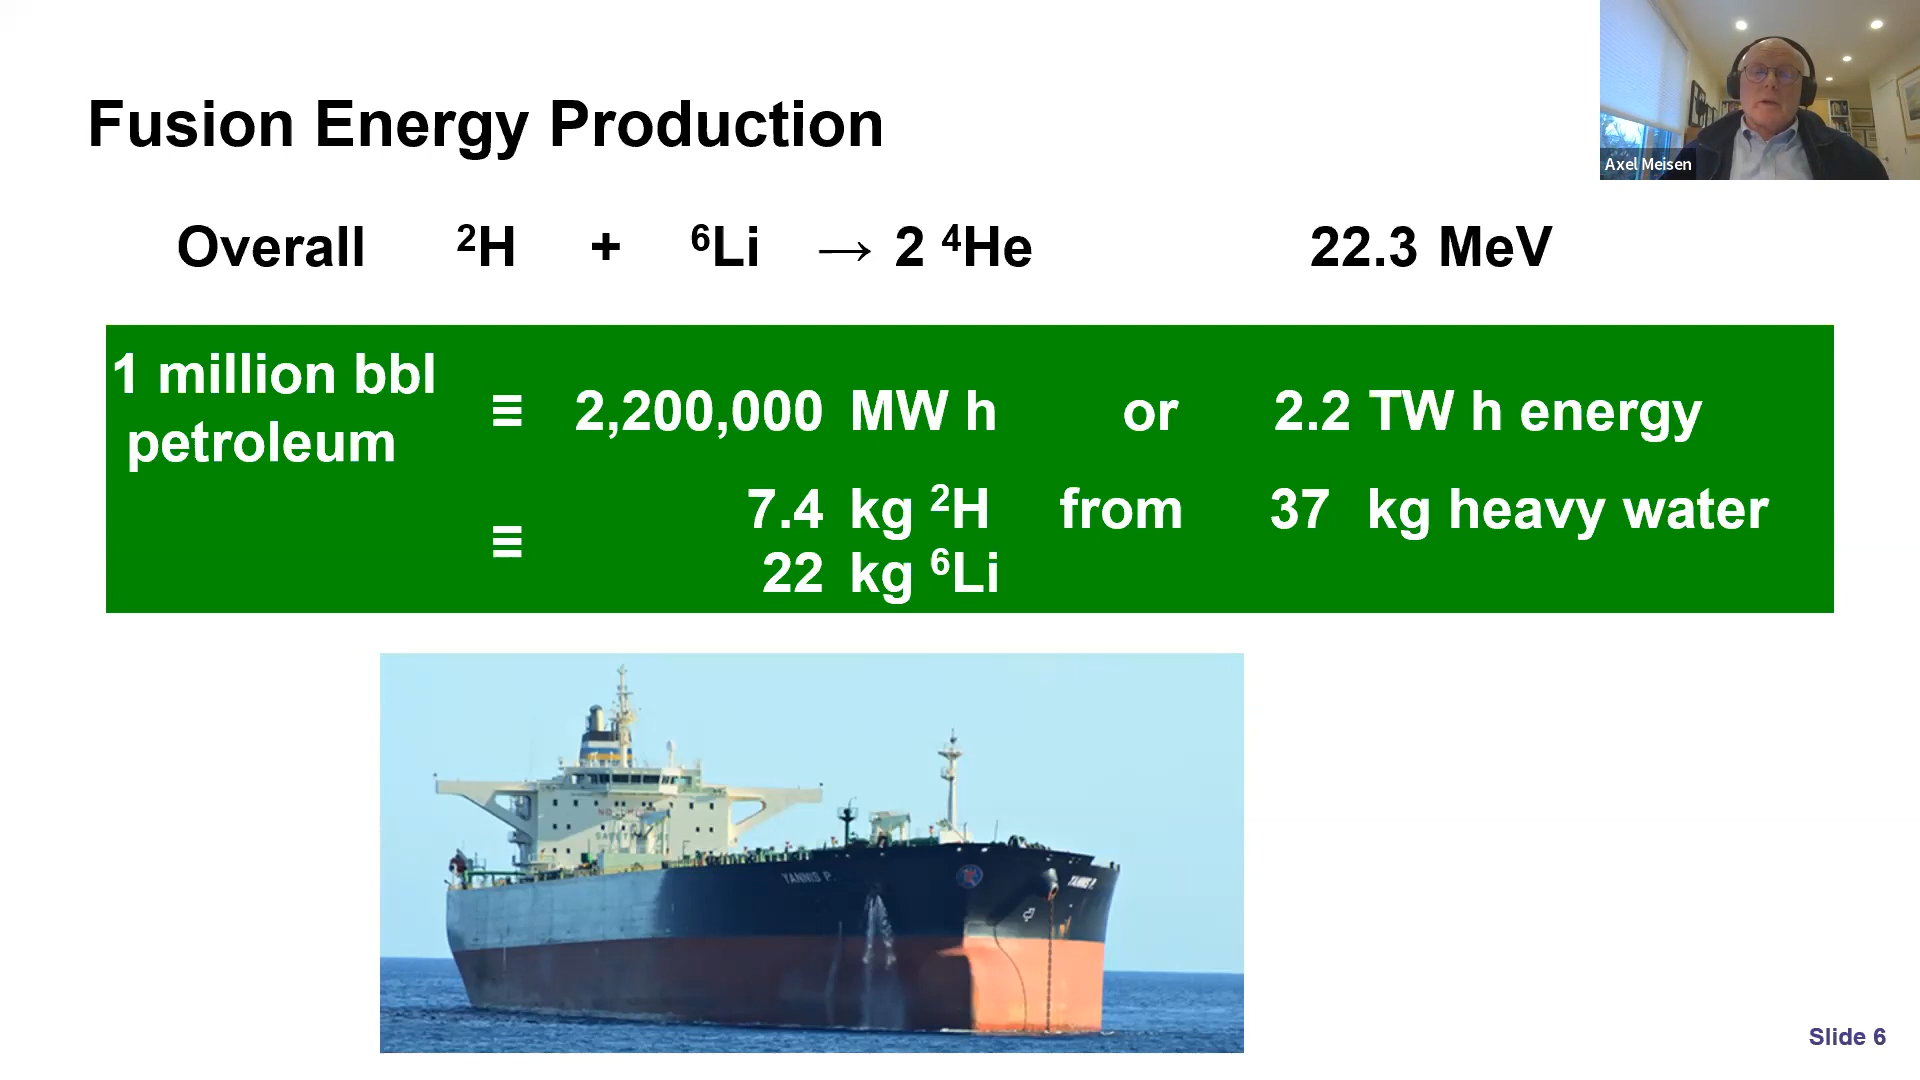 Fusion Energy Production
Axel Meisen
Overall ²H + ⁶Li → 2 ⁴He 22.3 MeV
1 million bbl petroleum ≡ 2,200,000 MW h or 2.2 TW h energy
≡ 7.4 kg ²H from 37 kg heavy water
22 kg ⁶Li
YANNIS P.
YANNIS P.
Slide 6